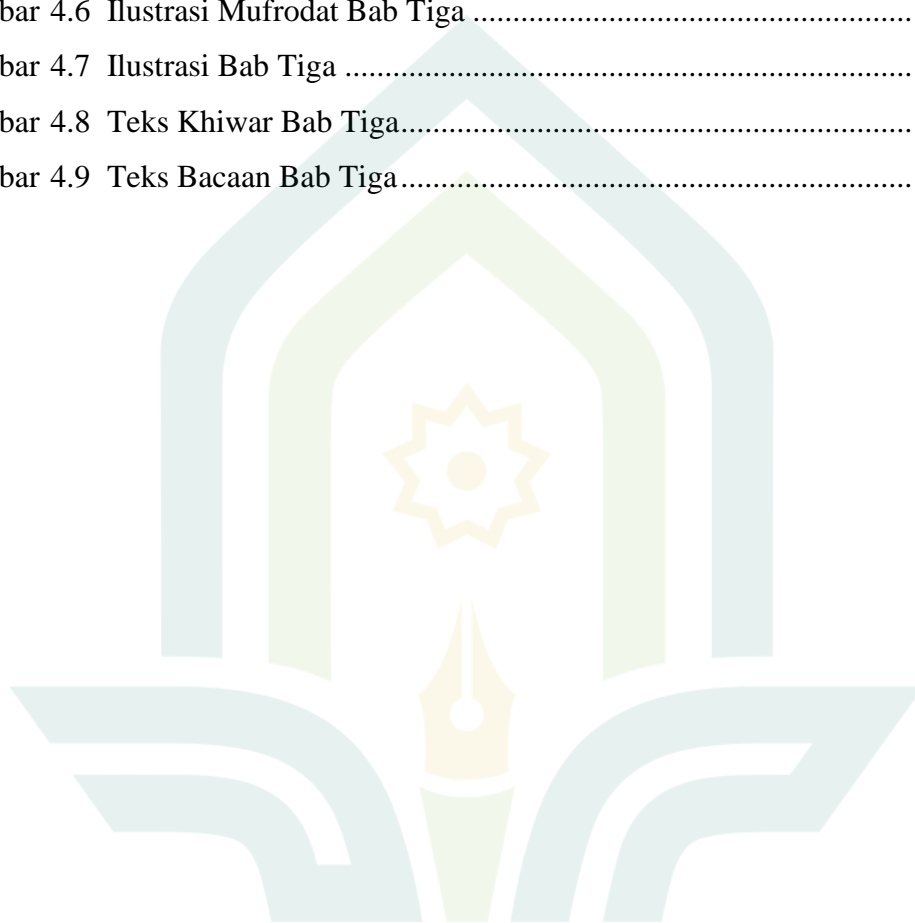 bar 4.6 Ilustrasi Mufrodat Bab Tiga ................................................................
bar 4.7 Ilustrasi Bab Tiga ................................................................................
bar 4.8 Teks Khiwar Bab Tiga.........................................................................
bar 4.9 Teks Bacaan Bab Tiga.........................................................................